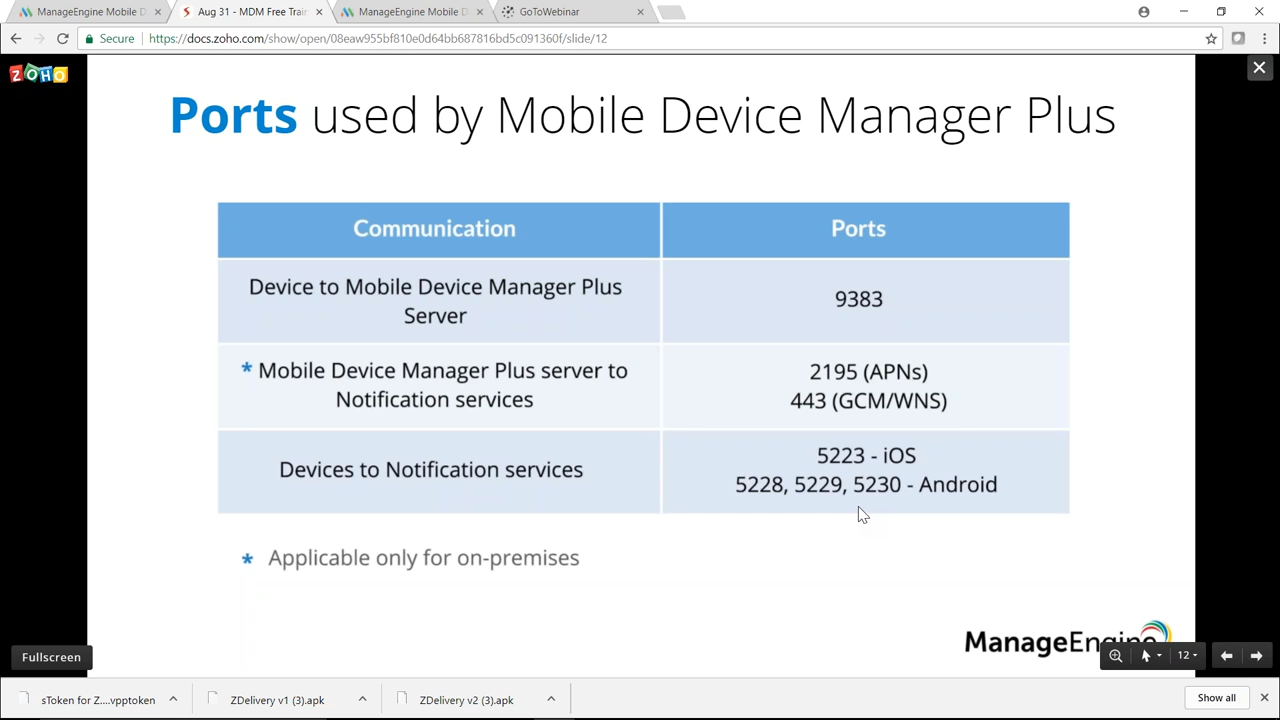 ManageEngine Mobile D
Aug 31 - MDM Free Trai
ManageEngine Mobile D
GoToWebinar
Secure
https://docs.zoho.com/show/open/08eaw955bf810e0d64bb687816bd5c091360f/slide/12
ZOHO
Ports used by Mobile Device Manager Plus
Communication
Ports
Device to Mobile Device Manager Plus
Server
9383
* Mobile Device Manager Plus server to
Notification services
2195 (APNs)
443 (GCM/WNS)
Devices to Notification services
5223 - iOS
5228, 5229, 5230 - Android
* Applicable only for on-premises
ManageEngine
Fullscreen
12
sToken for Z....vpptoken
ZDelivery v1 (3).apk
ZDelivery v2 (3).apk
Show all